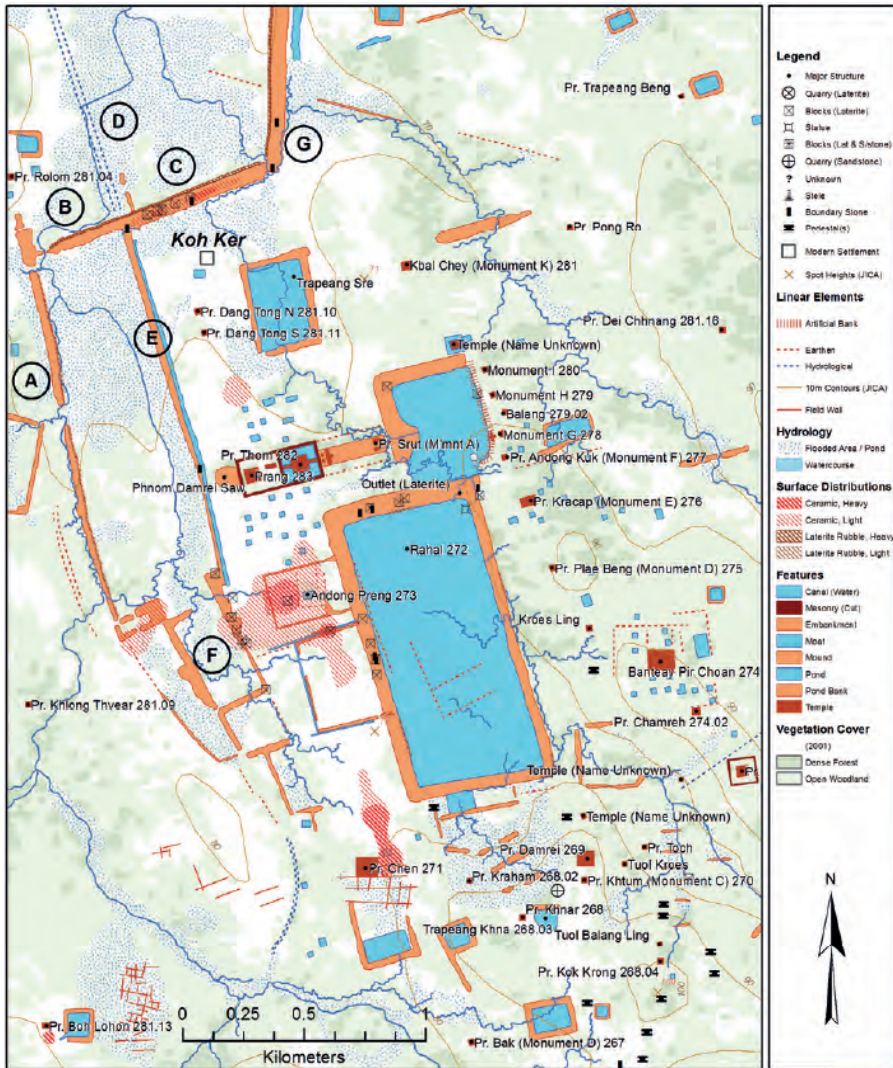 Pr. Trapeang Beng
D
G
C
Pr. Rolom 281.04
B
70
Koh Ker
Pr. Pong Ro
Kbal Chey (Monument K) 281
Trapeang Sre
Pr. Dang Tong N 281.10
Pr. Dang Tong S 281.11
Pr. Dei Chhnang 281.16
E
Temple (Name Unknown)
A
Monument I 280
90
Monument H 279
Balang 279.02
Monument G 278
Pr. Srut (M'mnt A)
Pr. Thom 282
Pr. Andong Kuk (Monument F) 277
Prang 283
Phnom Damrei Saw
Outlet (Laterite)
Pr. Kracap (Monument E) 276
Rahal 272
Pr. Plae Beng (Monument D) 275
Andong Preng 273
Kroes Ling
F
Banteay Pir Choan 274
Pr. Khlong Thvear 281.09
Pr. Chamreh 274.02
Temple (Name Unknown)
Temple (Name Unknown)
Pr. Toch
Pr. Damrei 269
Pr. Chen 271
Tuol Kroes
Pr. Kraham 268.02
Pr. Khtum (Monument C) 270
Pr. Khnar 268
Trapeang Khna 268.03
Tuol Balang Ling
Pr. Kok Krong 268.04
100
Pr. Boh Lohon 281.13
Pr. Bak (Monument D) 267
0 0.25 0.5 1
Kilometers
Legend
Major Structure
Quarry (Laterite)
Blocks (Laterite)
Statue
Blocks (Lat & S/stone)
Quarry (Sandstone)
? Unknown
Stele
Boundary Stone
Pedestal(s)
Modern Settlement
Spot Heights (JICA)
Linear Elements
Artificial Bank
Earthen
Hydrological
10m Contours (JICA)
Field Wall
Hydrology
Flooded Area / Pond
Watercourse
Surface Distributions
Ceramic, Heavy
Ceramic, Light
Laterite Rubble, Heavy
Laterite Rubble, Light
Features
Canal (Water)
Masonry (Cut)
Embankment
Moat
Mound
Pond
Pond Bank
Temple
Vegetation Cover
(2001)
Dense Forest
Open Woodland
N